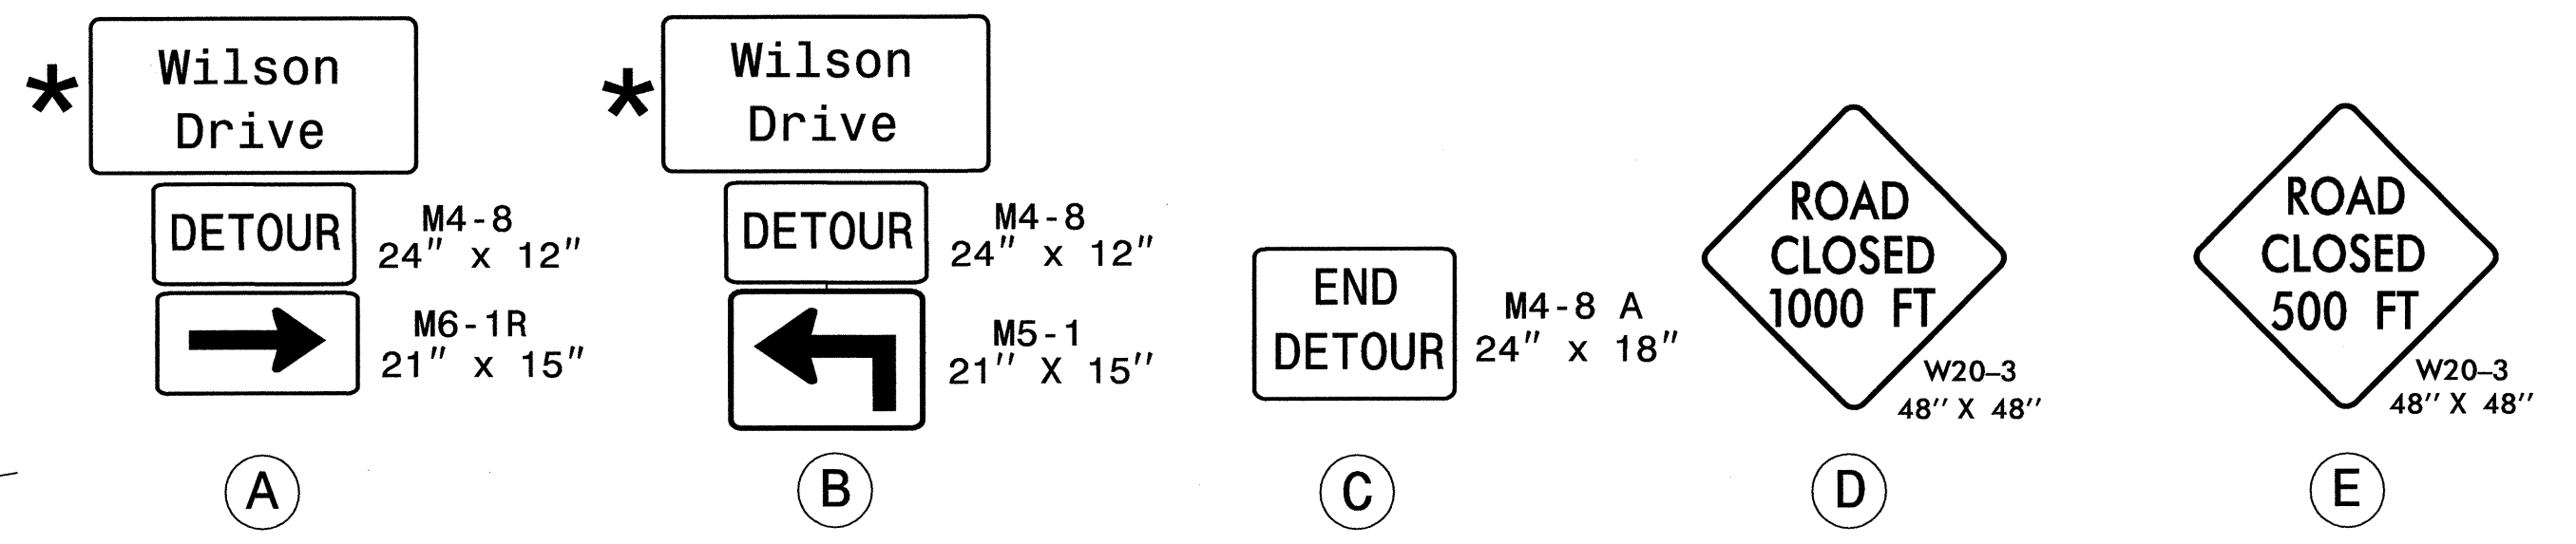 *
Wilson
Drive
DETOUR
M4-8
24" x 12"
M6-1R
21" x 15"
A
*
Wilson
Drive
DETOUR
M4-8
24" x 12"
M5-1
21" X 15"
B
END
DETOUR
M4-8 A
24" x 18"
C
ROAD
CLOSED
1000 FT
W20-3
48" X 48"
D
ROAD
CLOSED
500 FT
W20-3
48" X 48"
E